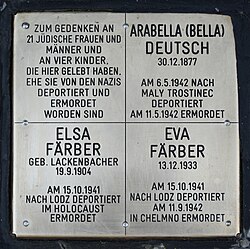 ZUM GEDENKEN AN
21 JÜDISCHE FRAUEN UND
MÄNNER UND
AN VIER KINDER,
DIE HIER GELEBT HABEN,
EHE SIE VON DEN NAZIS
DEPORTIERT UND
ERMORDET
WORDEN SIND
ARABELLA (BELLA)
DEUTSCH
30.12.1877
AM 6.5.1942 NACH
MALY TROSTINEC
DEPORTIERT
AM 11.5.1942 ERMORDET
ELSA
FÄRBER
GEB. LACKENBACHER
19.9.1904
AM 15.10.1941
NACH LODZ DEPORTIERT
IM HOLOCAUST
ERMORDET
EVA
FÄRBER
13.12.1933
AM 15.10.1941
NACH LODZ DEPORTIERT
AM 11.9.1942
IN CHELMNO ERMORDET